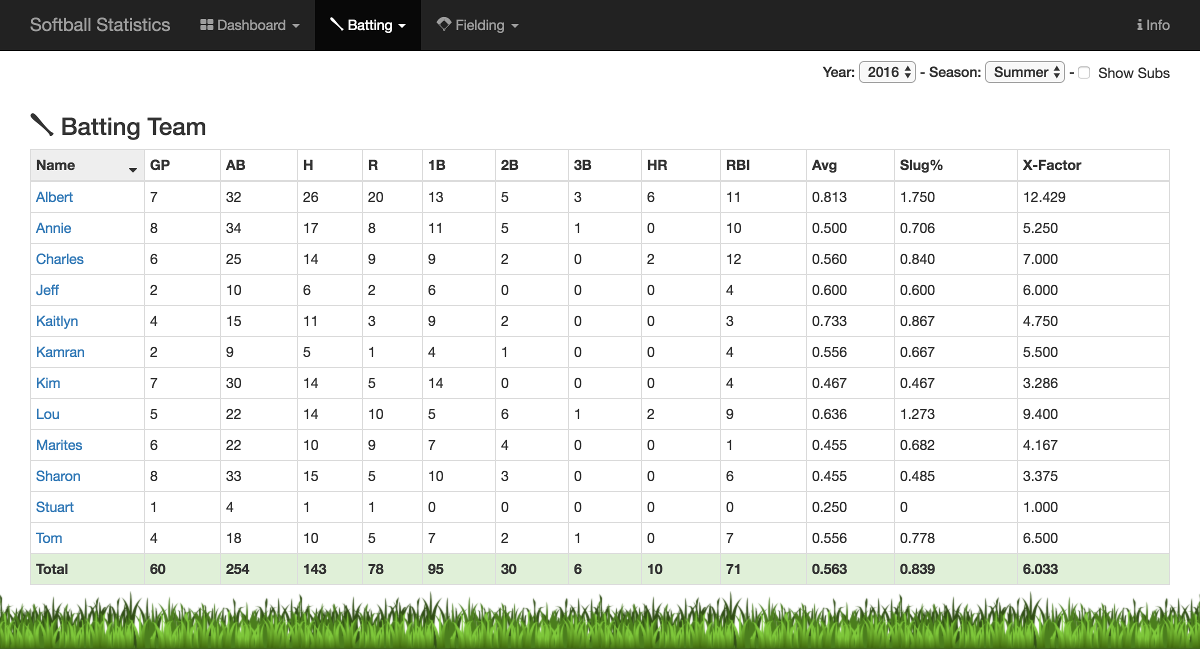 Softball Statistics Dashboard Batting Fielding Info
Year: 2016 - Season: Summer - Show Subs
Batting Team
Name GP AB H R 1B 2B 3B HR RBI Avg Slug% X-Factor
Albert 7 32 26 20 13 5 3 6 11 0.813 1.750 12.429
Annie 8 34 17 8 11 5 1 0 10 0.500 0.706 5.250
Charles 6 25 14 9 9 2 0 2 12 0.560 0.840 7.000
Jeff 2 10 6 2 6 0 0 0 4 0.600 0.600 6.000
Kaitlyn 4 15 11 3 9 2 0 0 3 0.733 0.867 4.750
Kamran 2 9 5 1 4 1 0 0 4 0.556 0.667 5.500
Kim 7 30 14 5 14 0 0 0 4 0.467 0.467 3.286
Lou 5 22 14 10 5 6 1 2 9 0.636 1.273 9.400
Marites 6 22 10 9 7 4 0 0 1 0.455 0.682 4.167
Sharon 8 33 15 5 10 3 0 0 6 0.455 0.485 3.375
Stuart 1 4 1 1 0 0 0 0 0 0.250 0 1.000
Tom 4 18 10 5 7 2 1 0 7 0.556 0.778 6.500
Total 60 254 143 78 95 30 6 10 71 0.563 0.839 6.033